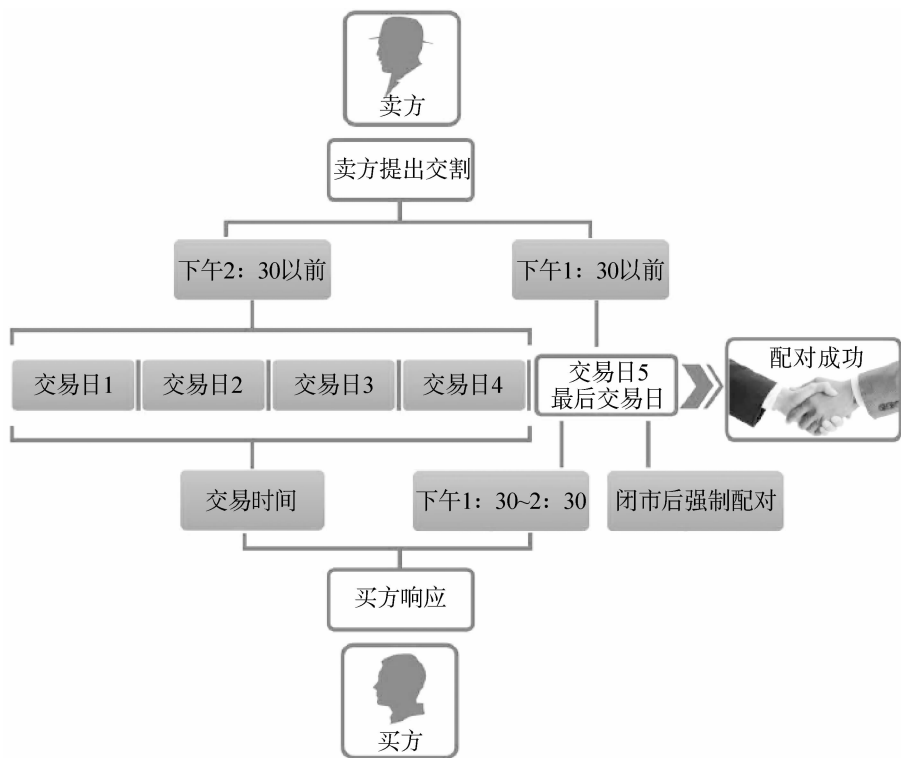 卖方
卖方提出交割
下午2：30以前
下午1：30以前
交易日1
交易日2
交易日3
交易日4
交易日5
最后交易日
配对成功
交易时间
下午1：30~2：30
闭市后强制配对
买方响应
买方